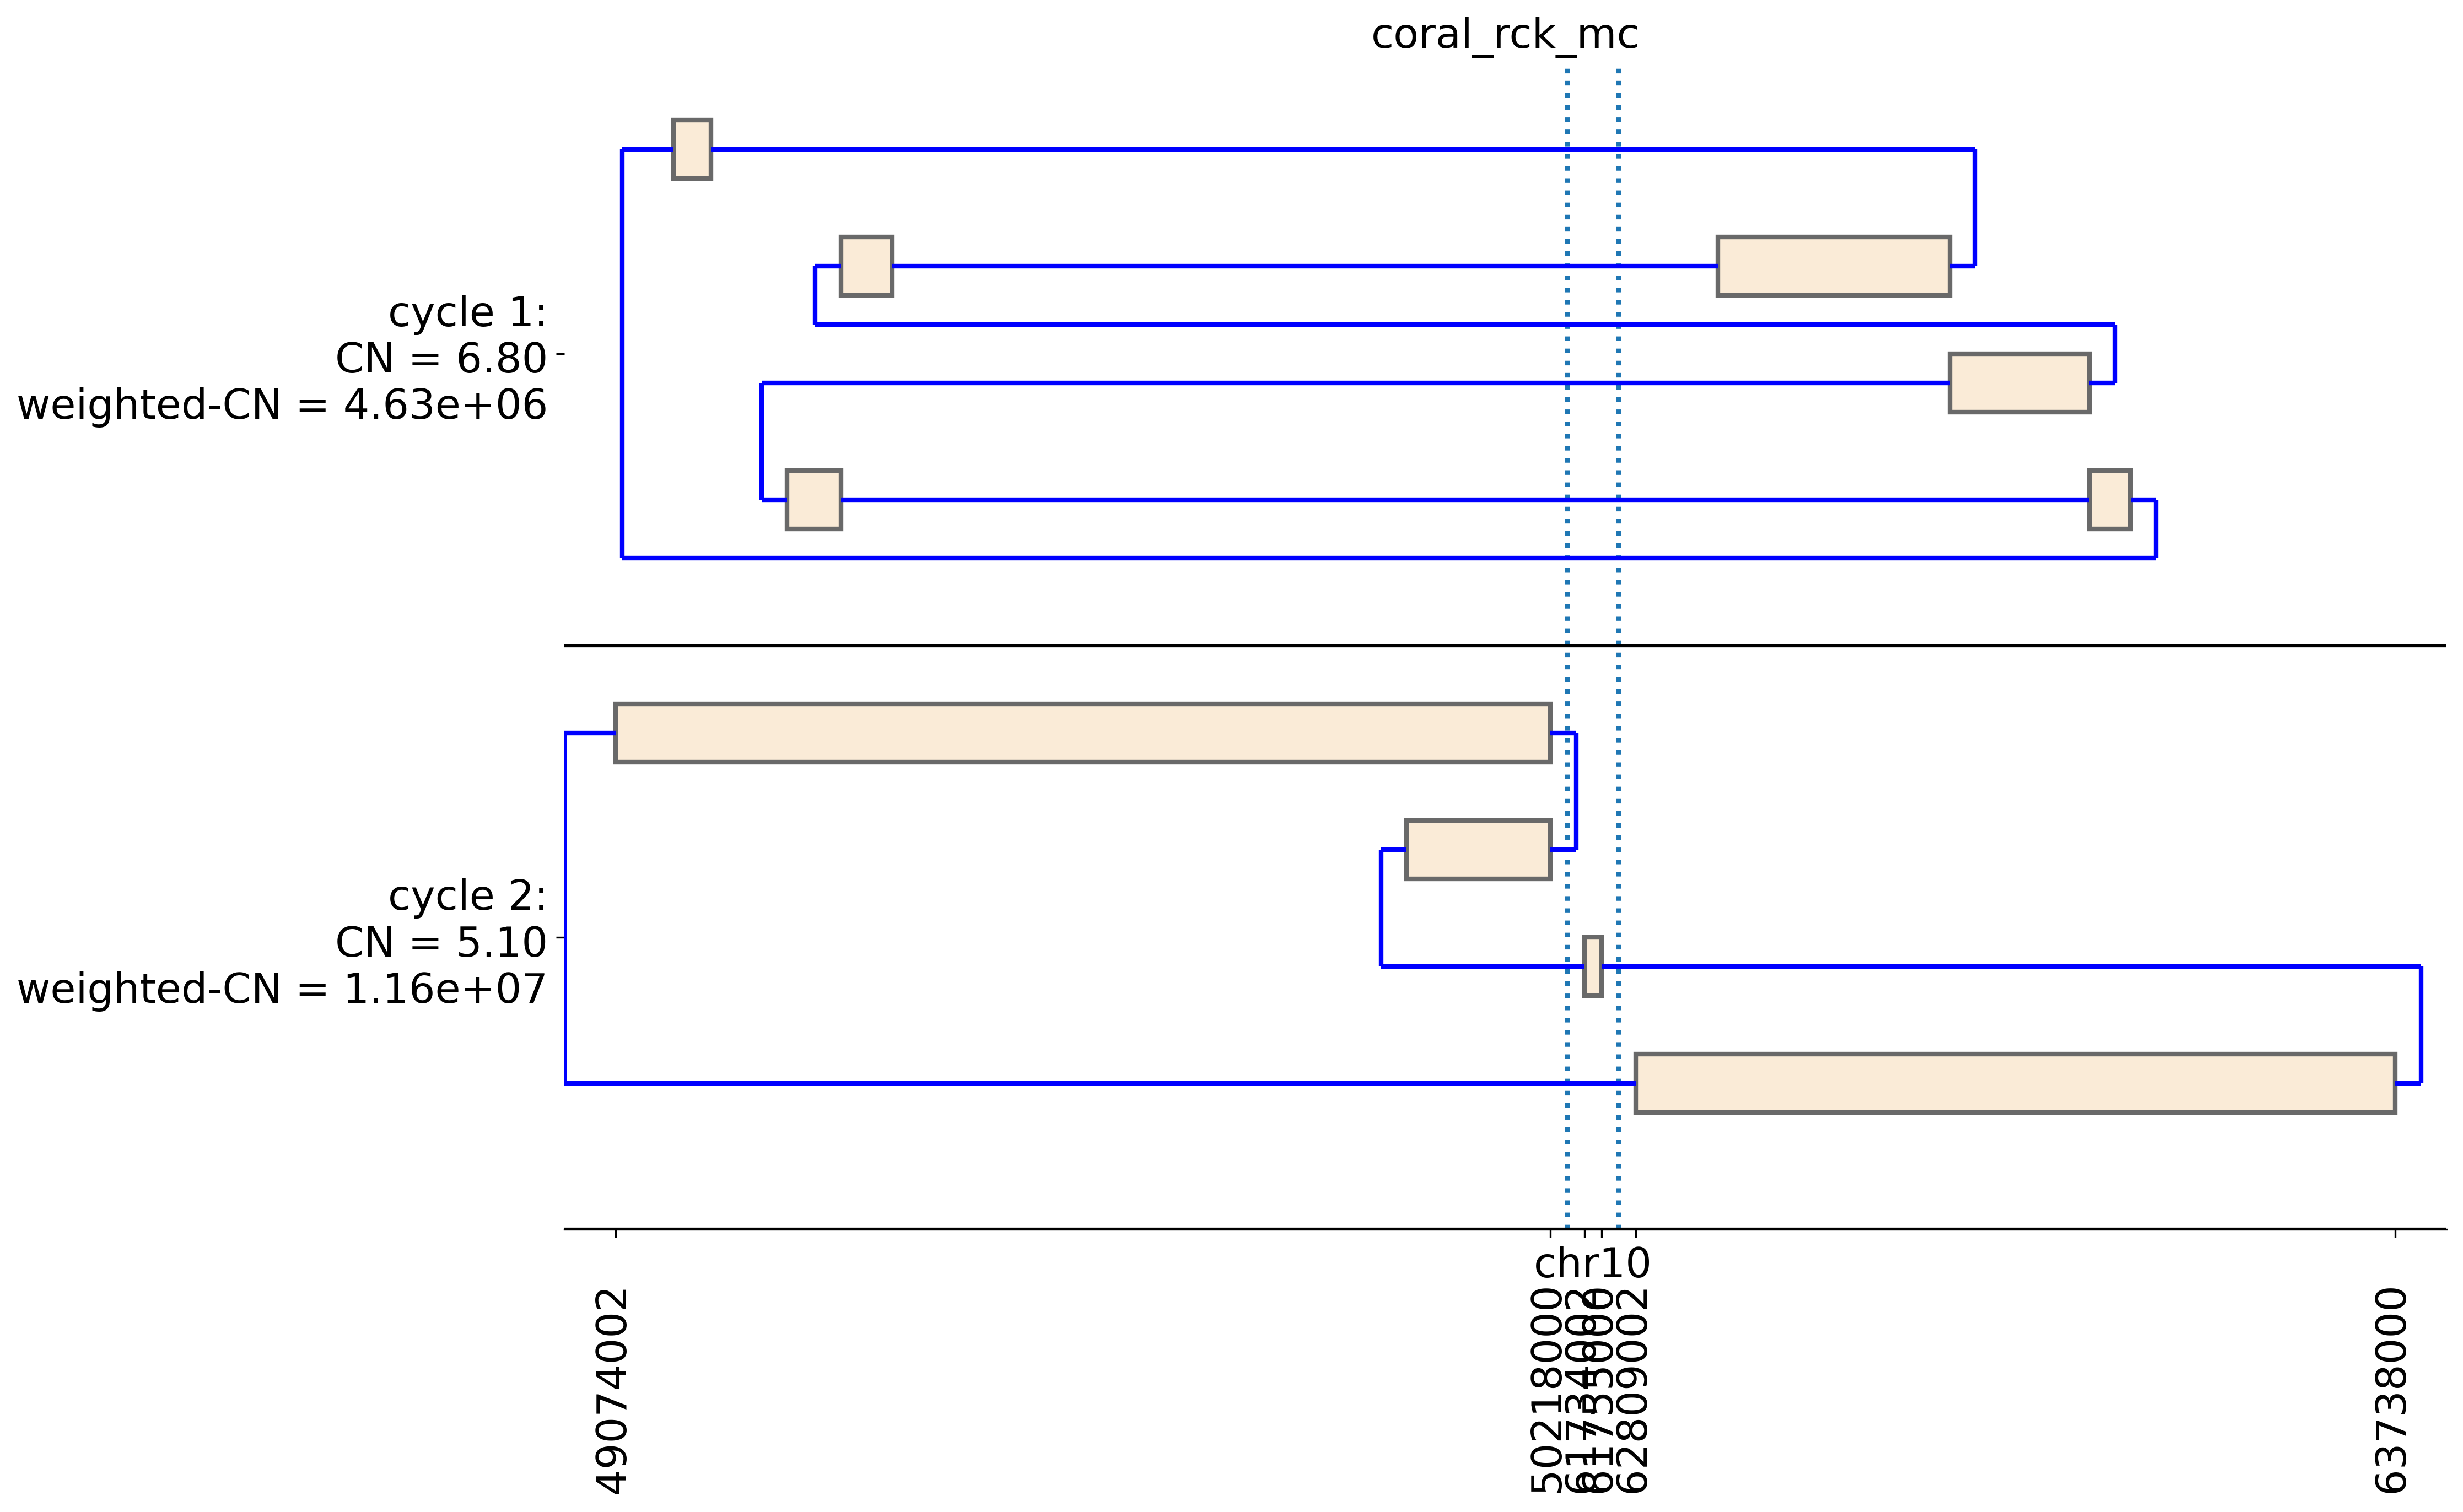 coral_rck_mc
cycle 1:
CN = 6.80
weighted-CN = 4.63e+06
cycle 2:
CN = 5.10
weighted-CN = 1.16e+07
chr10
49074002
50218000
62809002
63738000